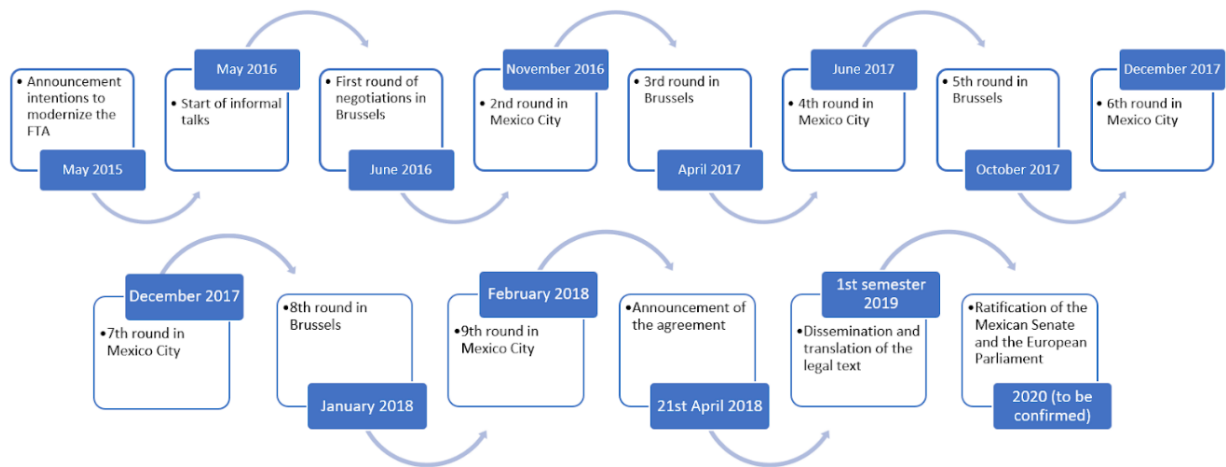 • Announcement
intentions to
modernize the
FTA
May 2015
May 2016
• Start of informal
talks
• First round of
negotiations in
Brussels
June 2016
November 2016
• 2nd round in
Mexico City
• 3rd round in
Brussels
April 2017
June 2017
• 4th round in
Mexico City
• 5th round in
Brussels
October 2017
December 2017
• 6th round in
Mexico City
December 2017
•7th round in
Mexico City
•8th round in
Brussels
January 2018
February 2018
•9th round in
Mexico City
•Announcement of
the agreement
21st April 2018
1st semester
2019
•Dissemination and
translation of the
legal text
•Ratification of the
Mexican Senate
and the European
Parliament
2020 (to be
confirmed)